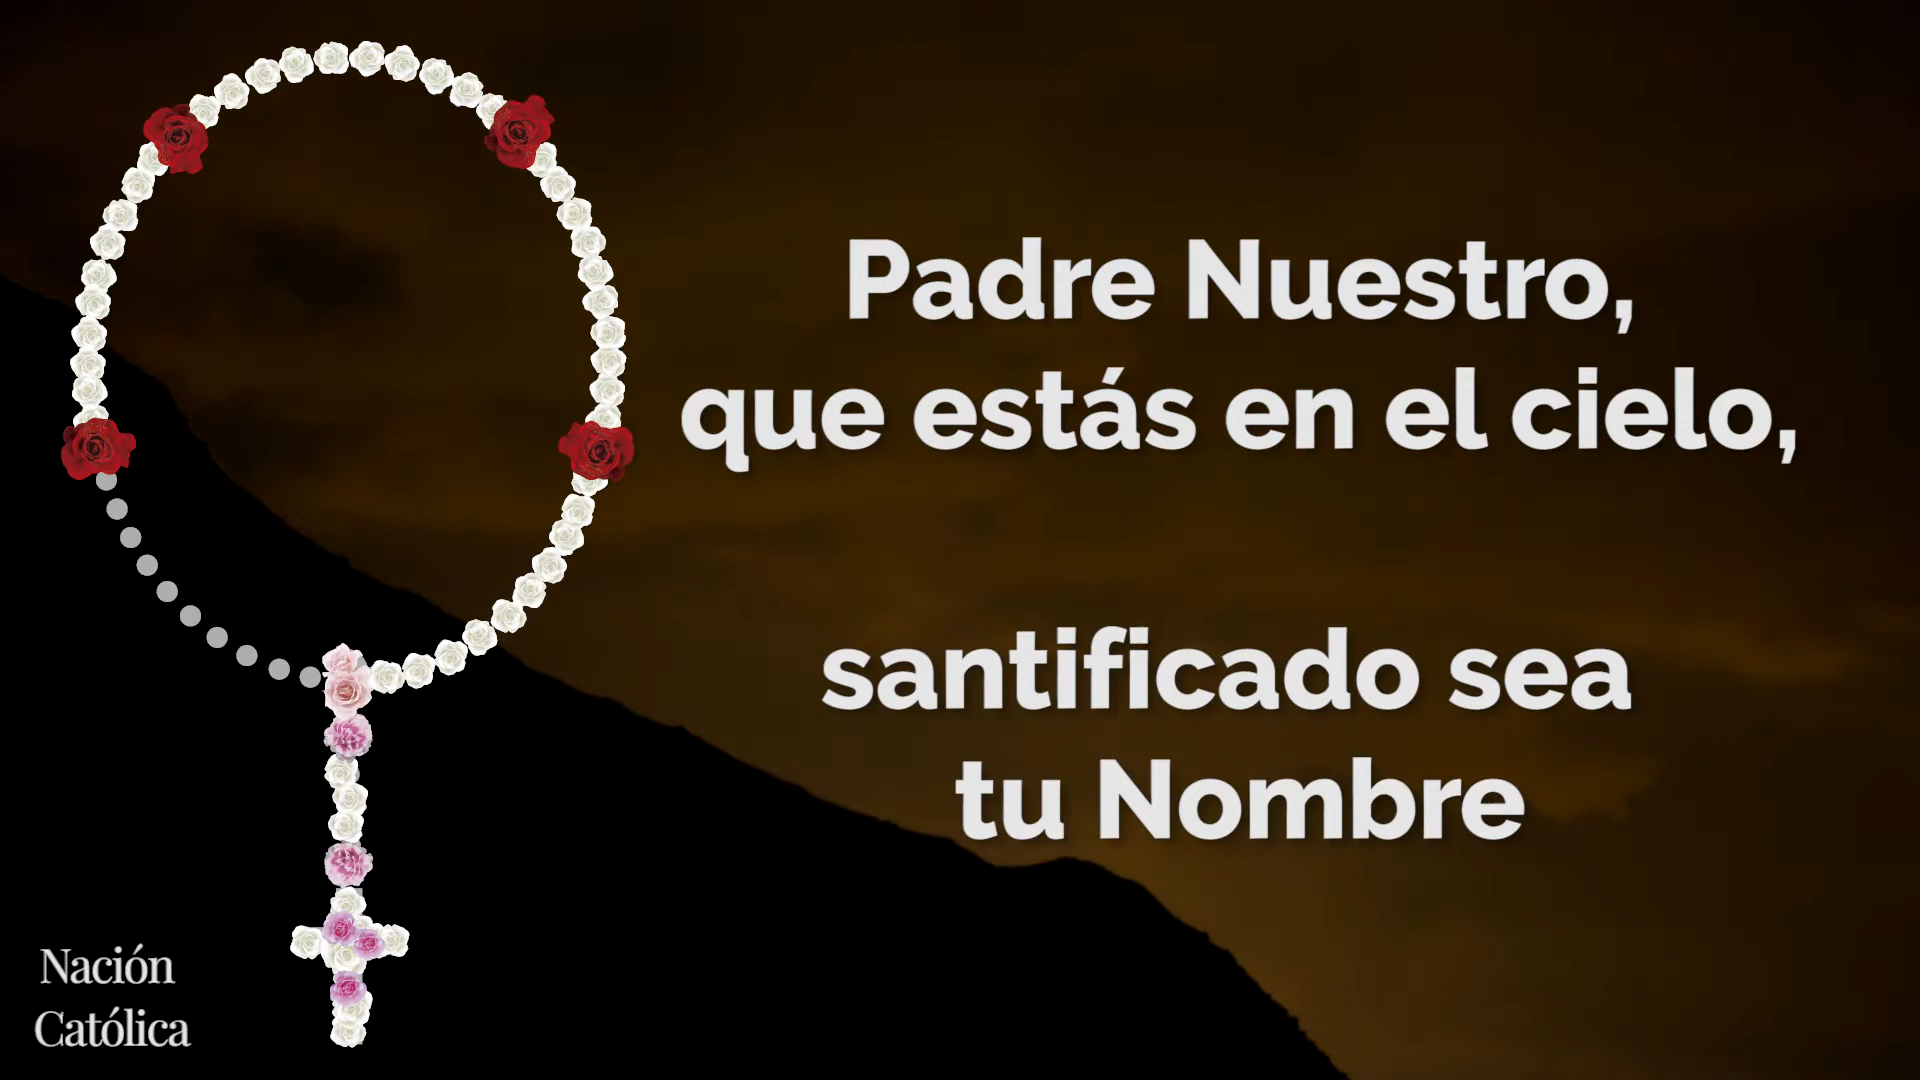 Padre Nuestro,
que estás en el cielo,
santificado sea
tu Nombre
Nación
Católica